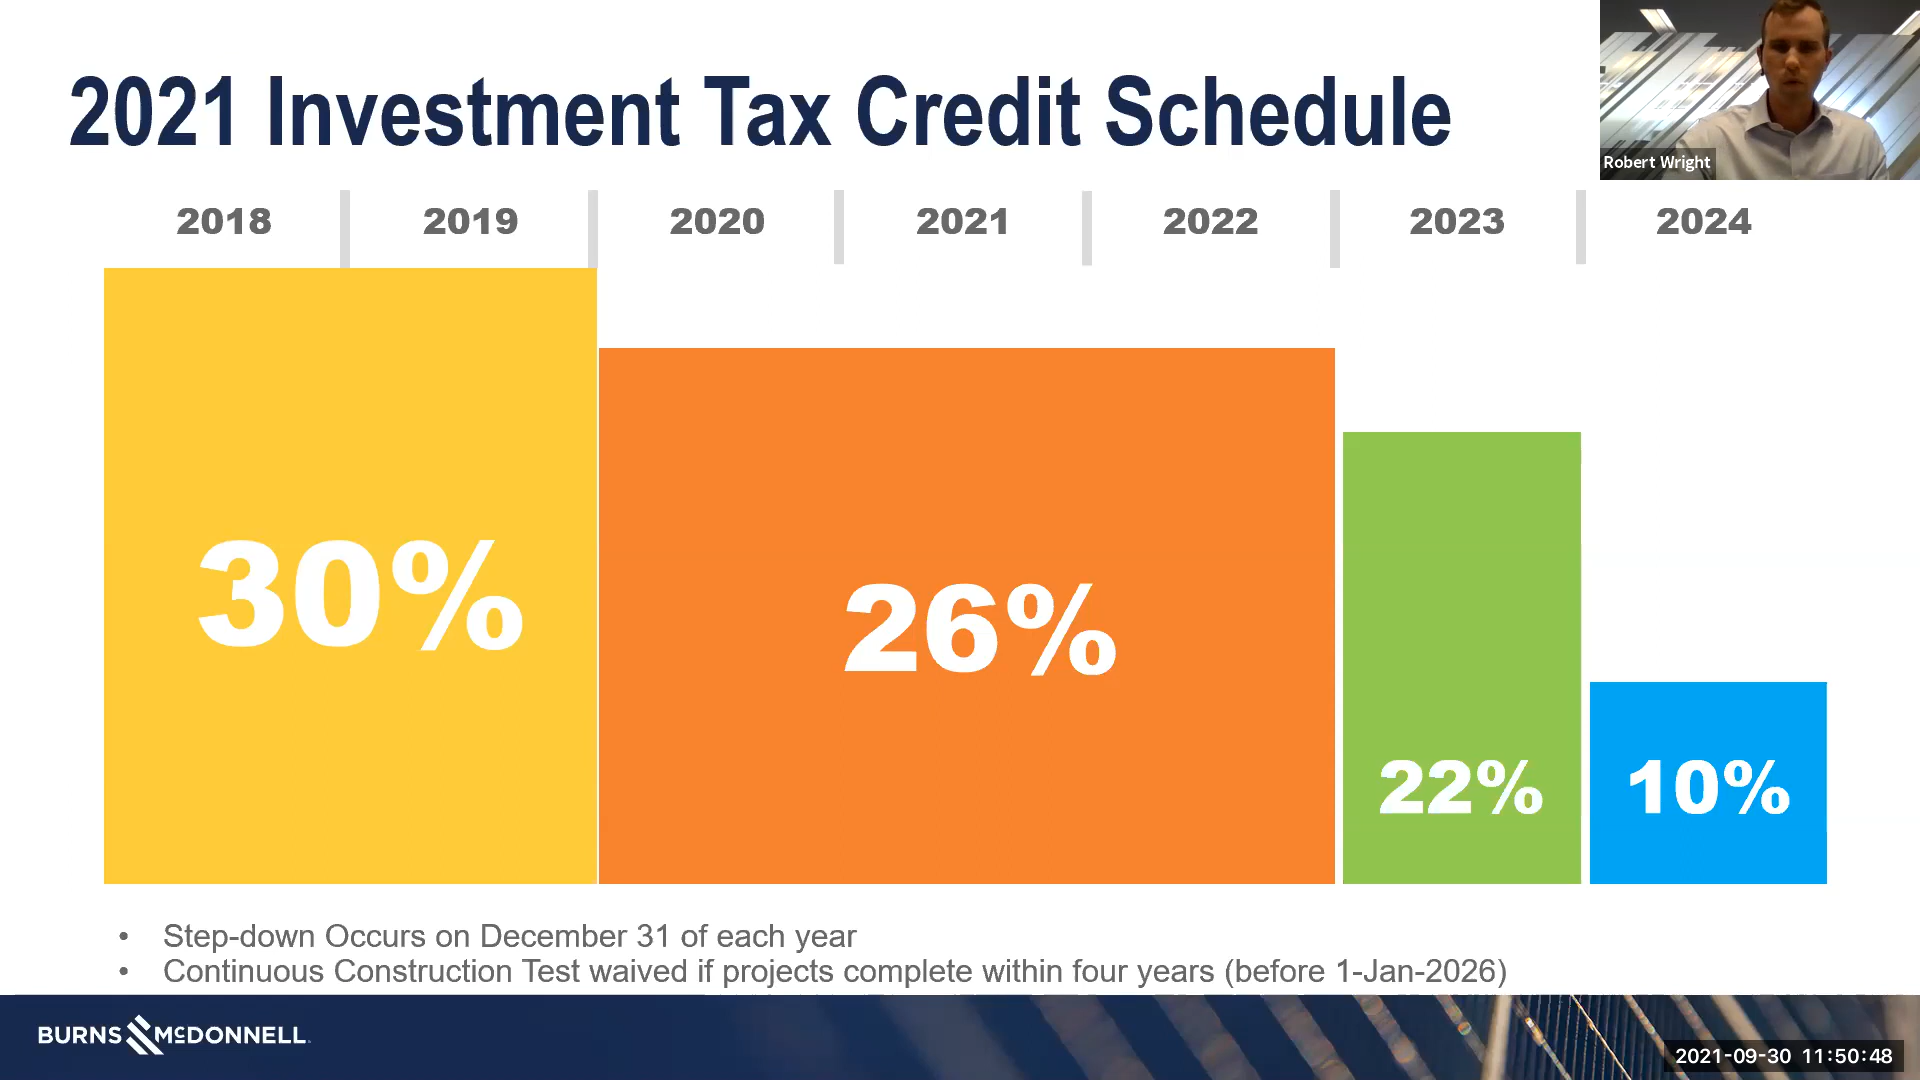 2021 Investment Tax Credit Schedule
Robert Wright
2018 2019 2020 2021 2022 2023 2024
30%
26%
22%
10%
• Step-down Occurs on December 31 of each year
• Continuous Construction Test waived if projects complete within four years (before 1-Jan-2026)
BURNS McDONNELL
2021-09-30 11:50:48